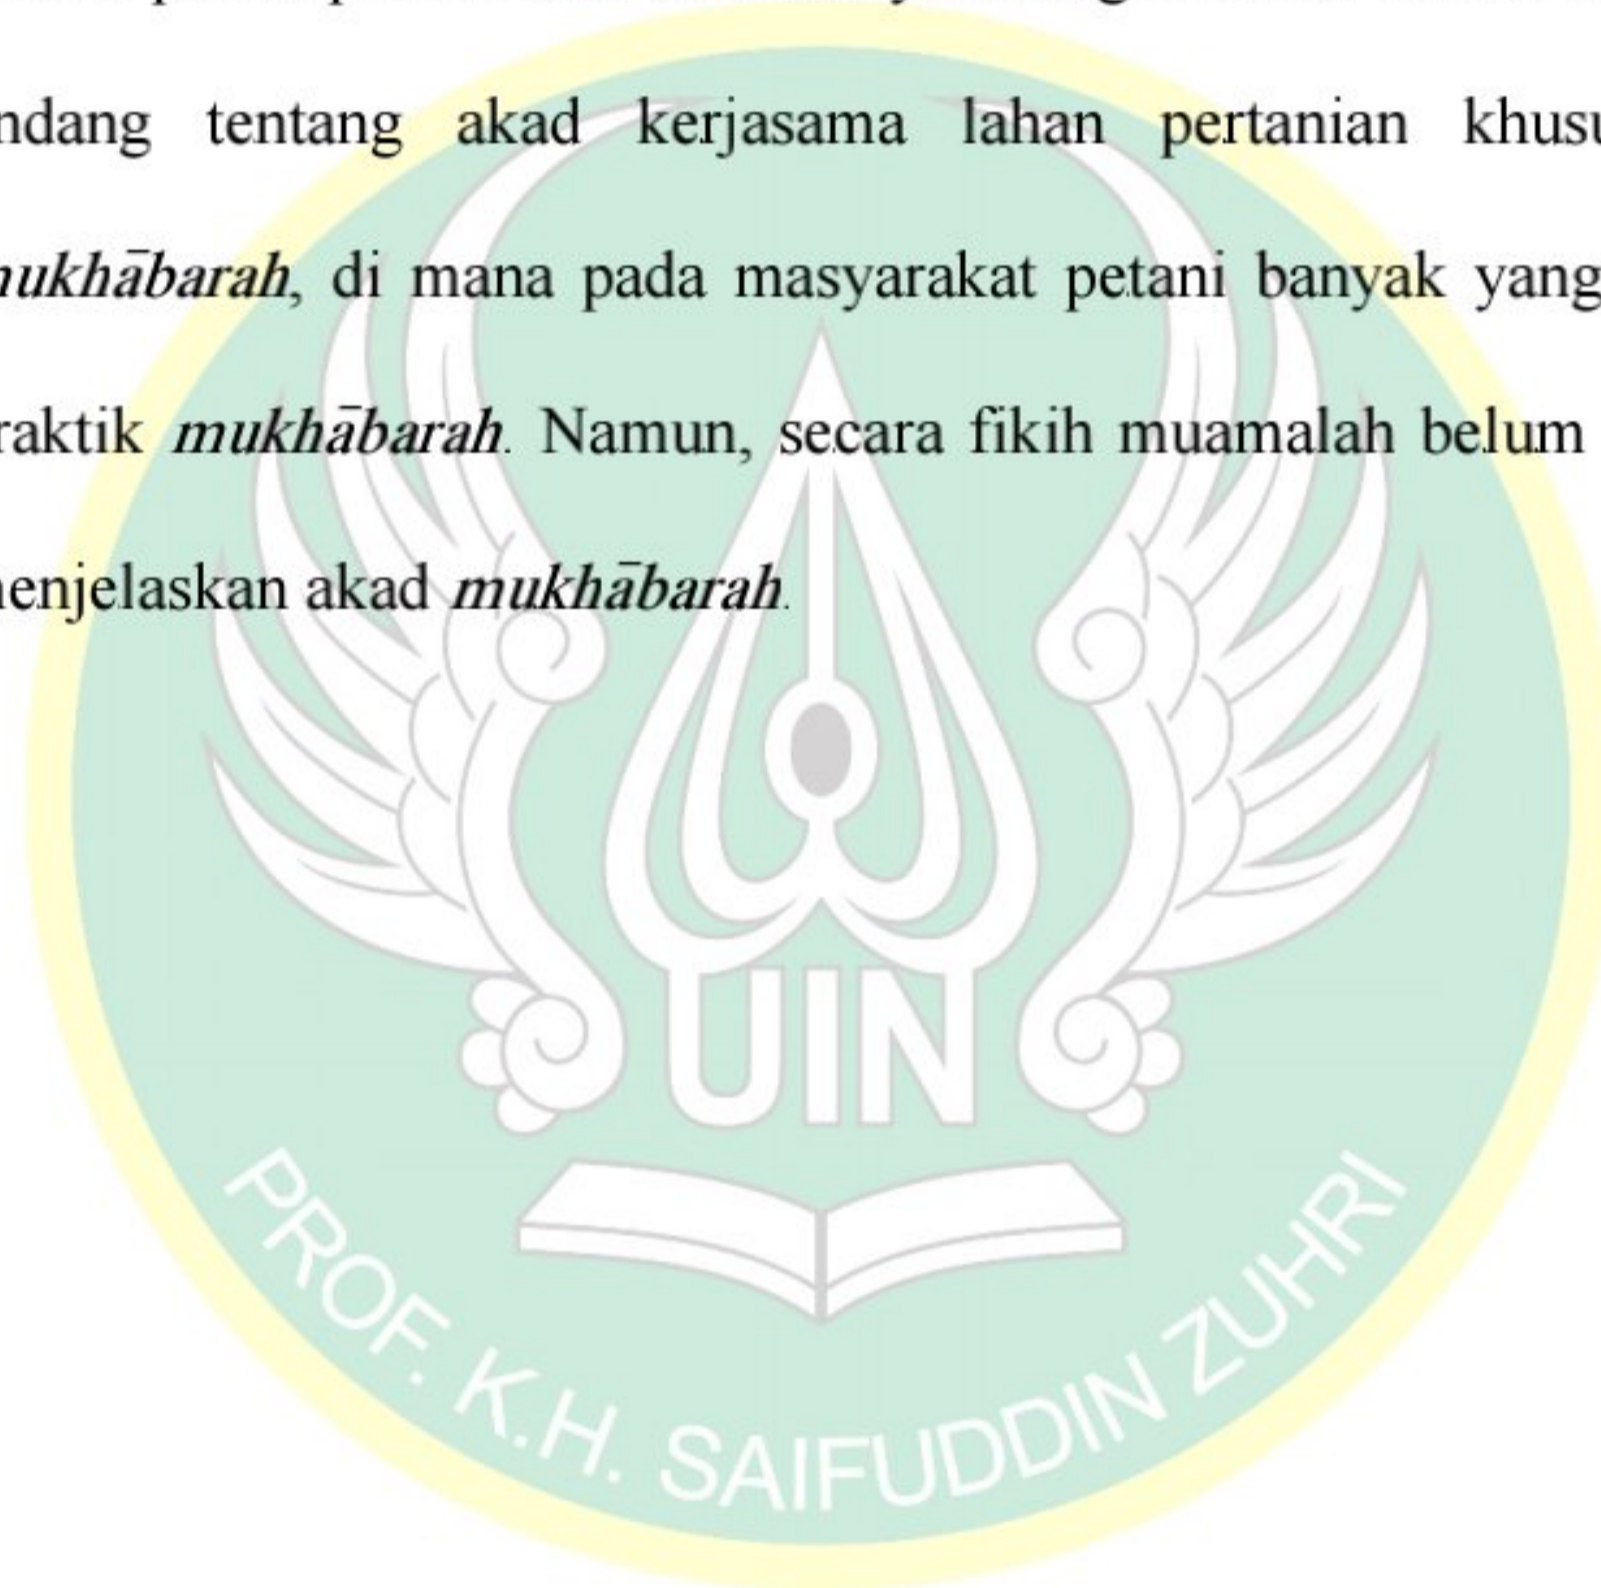 ndang tentang akad kerjasama lahan pertanian khusu
mukhābarah, di mana pada masyarakat petani banyak yang
raktik mukhābarah. Namun, secara fikih muamalah belum
menjelaskan akad mukhābarah.
UIN
PROF. K.H. SAIFUDDIN ZUHRI